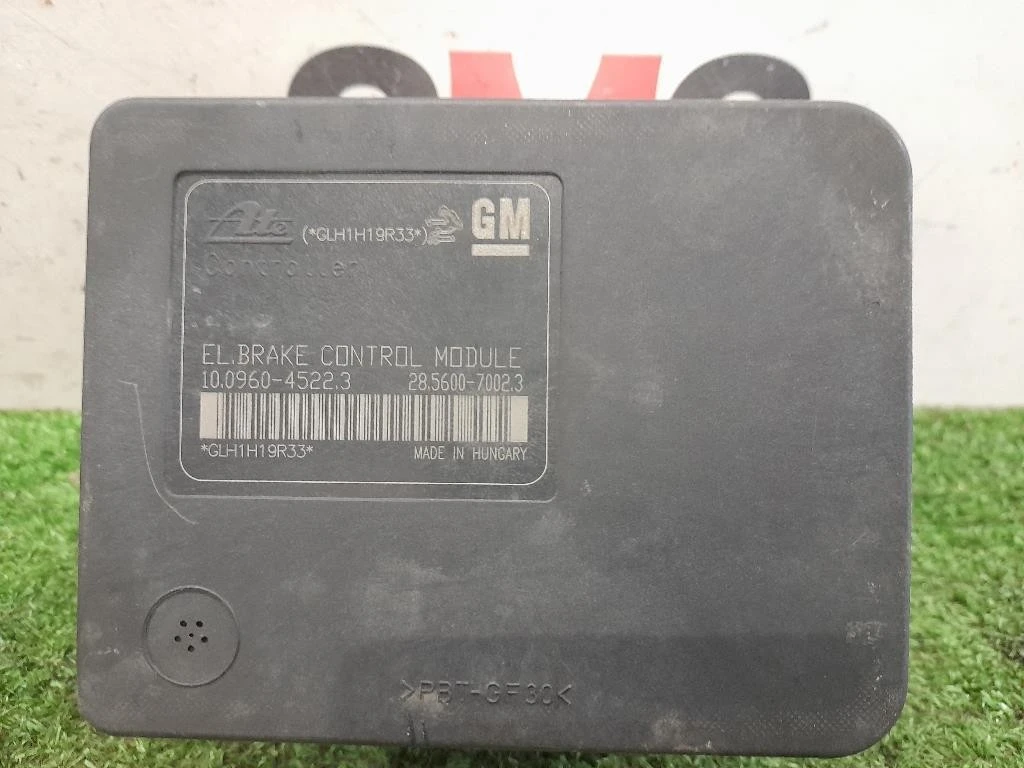 Ate (*GLH1H19R33*) GM
Controller
EL.BRAKE CONTROL MODULE
10.0960-4522.3 28.5600-7002.3
*GLH1H19R33* MADE IN HUNGARY
>PBT-GF30<